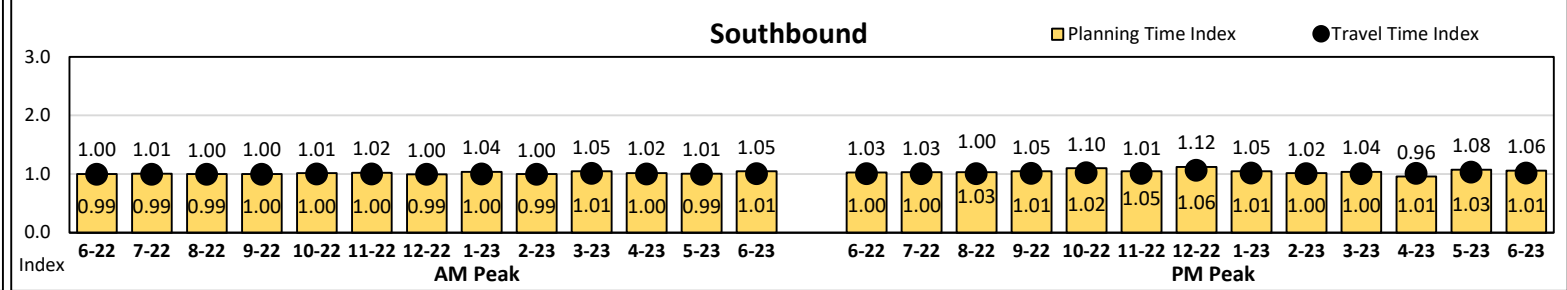 Southbound
Planning Time Index
Travel Time Index
3.0
2.0
1.0
0.0
Index
1.00 1.01 1.00 1.00 1.01 1.02 1.00 1.04 1.00 1.05 1.02 1.01 1.05
0.99 0.99 0.99 1.00 1.00 1.00 0.99 1.00 0.99 1.01 1.00 0.99 1.01
6-22 7-22 8-22 9-22 10-22 11-22 12-22 1-23 2-23 3-23 4-23 5-23 6-23
AM Peak
1.03 1.03 1.00 1.05 1.10 1.01 1.12 1.05 1.02 1.04 0.96 1.08 1.06
1.00 1.00 1.03 1.01 1.02 1.05 1.06 1.01 1.00 1.00 1.01 1.03 1.01
6-22 7-22 8-22 9-22 10-22 11-22 12-22 1-23 2-23 3-23 4-23 5-23 6-23
PM Peak